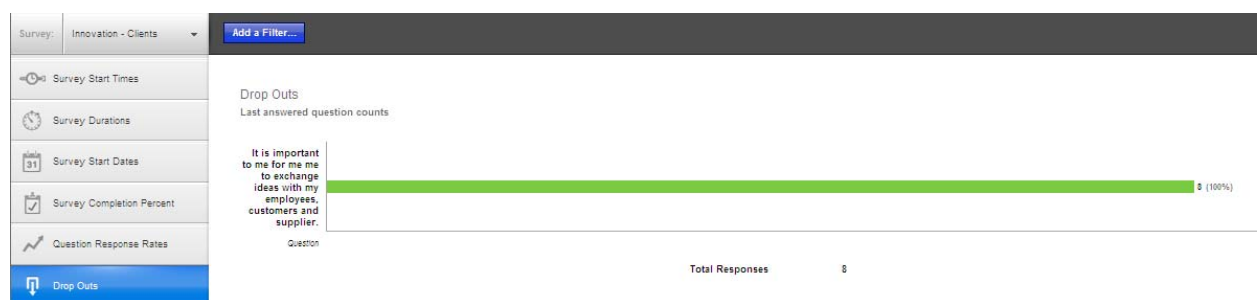 Survey: Innovation - Clients
Add a Filter...
Survey Start Times
Survey Durations
31 Survey Start Dates
Survey Completion Percent
Question Response Rates
Drop Outs
Drop Outs
Last answered question counts
It is important
to me for me me
to exchange
ideas with my
employees,
customers and
supplier.
8 (100%)
Question
Total Responses 8